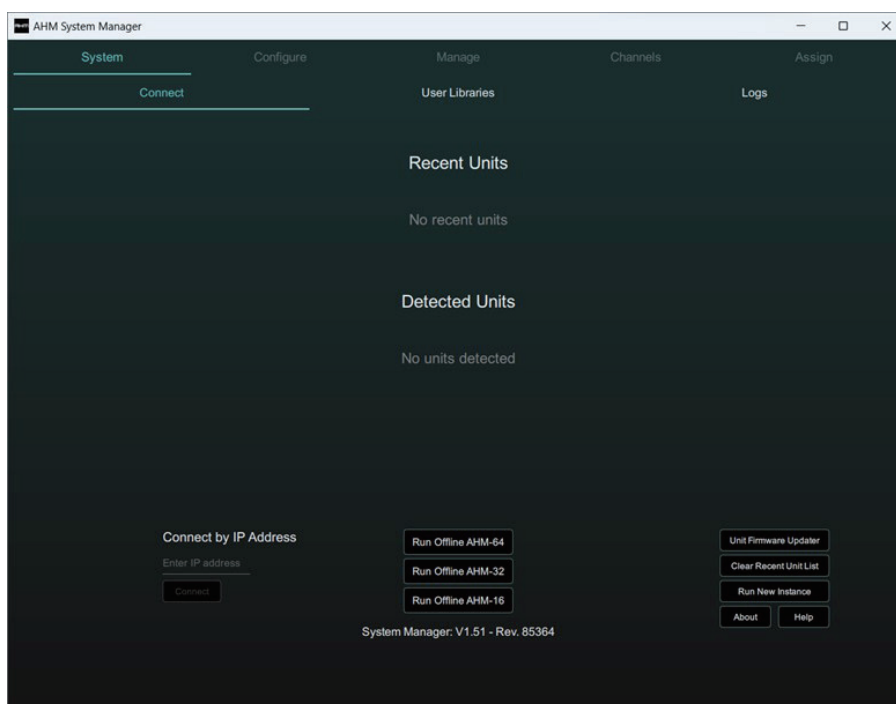 AHM System Manager
System Configure Manage Channels Assign
Connect User Libraries Logs
Recent Units
No recent units
Detected Units
No units detected
Connect by IP Address
Enter IP address
Connect
Run Offline AHM-64
Run Offline AHM-32
Run Offline AHM-16
System Manager: V1.51 - Rev. 85364
Unit Firmware Updater
Clear Recent Unit List
Run New Instance
About Help